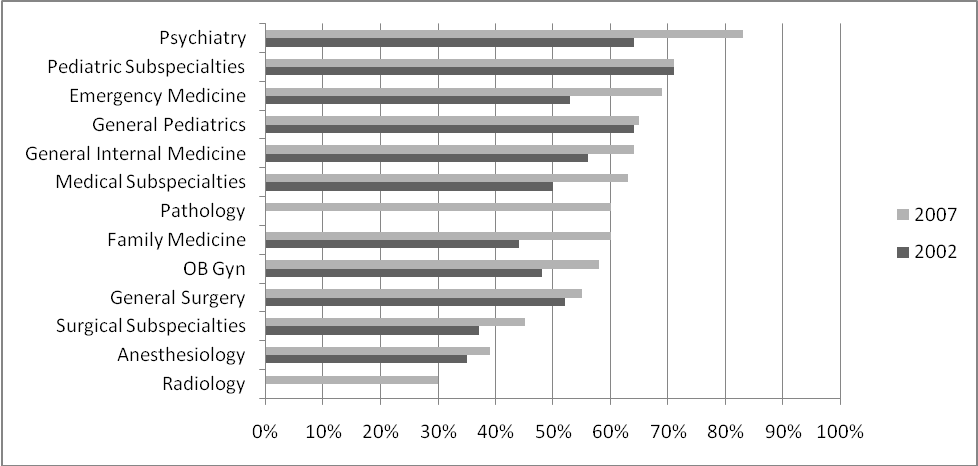 Psychiatry
Pediatric Subspecialties
Emergency Medicine
General Pediatrics
General Internal Medicine
Medical Subspecialties
Pathology
Family Medicine
OB Gyn
General Surgery
Surgical Subspecialties
Anesthesiology
Radiology
0% 10% 20% 30% 40% 50% 60% 70% 80% 90% 100%
2007
2002